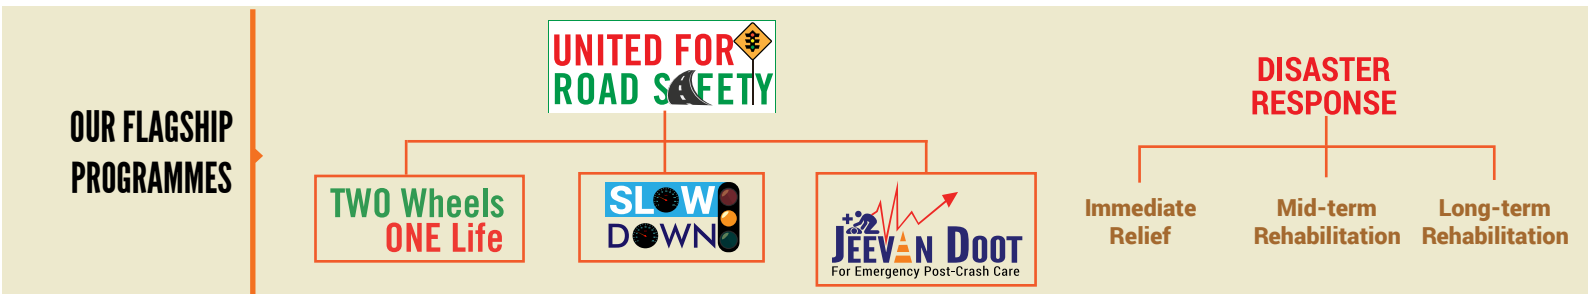 OUR FLAGSHIP
PROGRAMMES
UNITED FOR
ROAD SAFETY
TWO Wheels
ONE Life
SLOW
DOWN
JEEVAN DOOT
For Emergency Post-Crash Care
DISASTER
RESPONSE
Immediate
Relief
Mid-term
Rehabilitation
Long-term
Rehabilitation